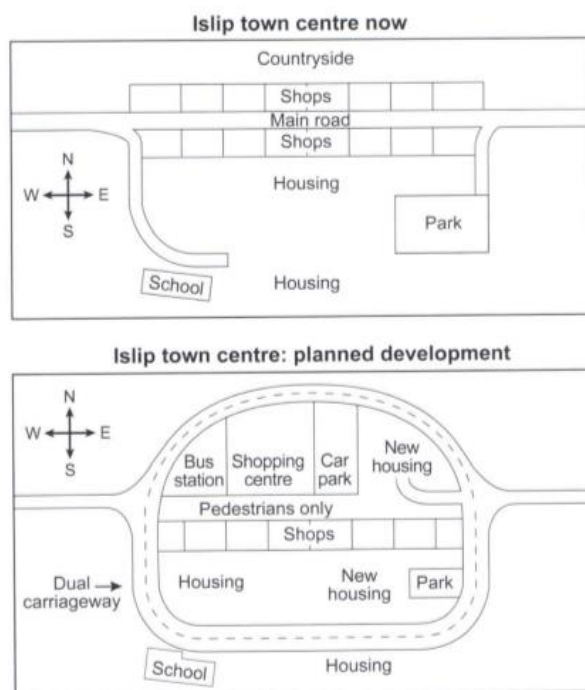 Islip town centre now
Countryside
Shops
Main road
Shops
N
W E
S
Housing
Park
School
Housing
Islip town centre: planned development
N
W E
S
Bus
station
Shopping
centre
Car
park
New
housing
Pedestrians only
Shops
Dual
carriageway
Housing
New
housing
Park
School
Housing